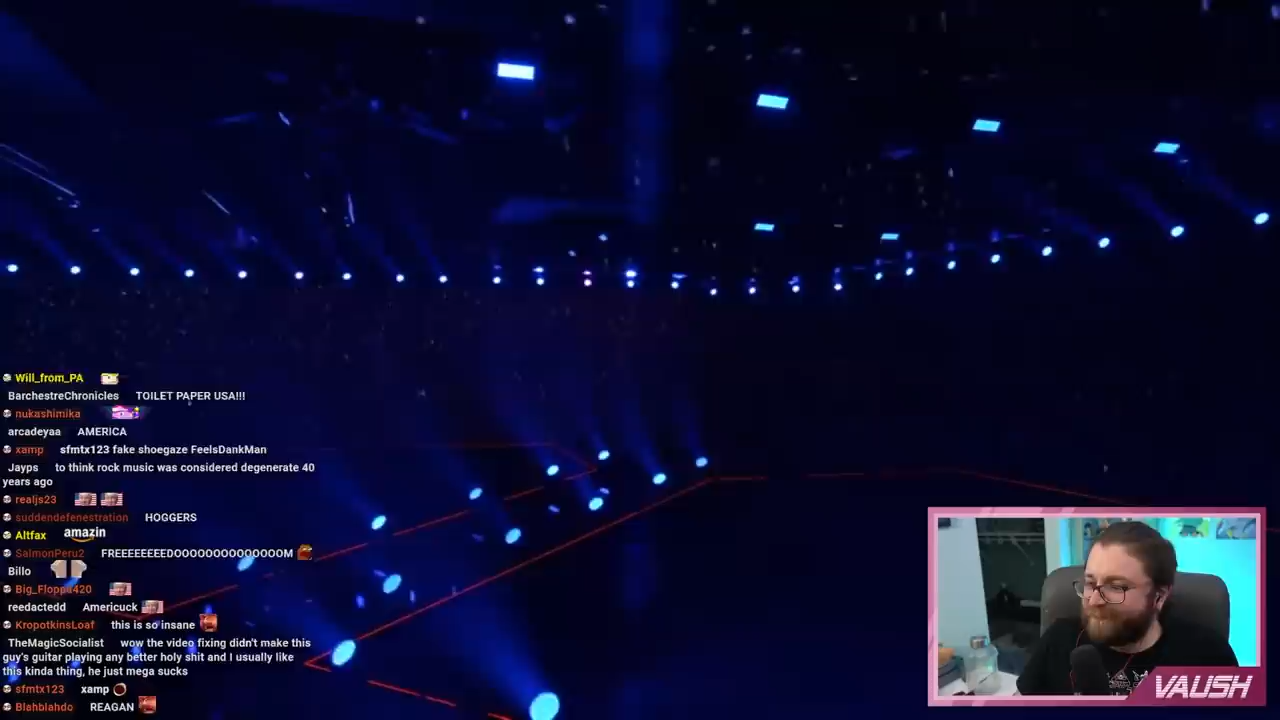 Will_from_PA
BarchestreChronicles TOILET PAPER USA!!!
nukashimika
arcadeyaa AMERICA
xamp sfmtx123 fake shoegaze FeelsDankMan
Jayps to think rock music was considered degenerate 40
years ago
realjs23
suddendefenestration HOGGERS
Altfax amazin
SalmonPeru2 FREEEEEEEEDOOOOOOOOOOOOOOM
Billo
Big_Floppa420
reedactedd Americuck
KropotkinsLoaf this is so insane
TheMagicSocialist wow the video fixing didn't make this
guy's guitar playing any better holy shit and I usually like
this kinda thing, he just mega sucks
sfmtx123 xamp
Blahblahdo REAGAN
VAUSH